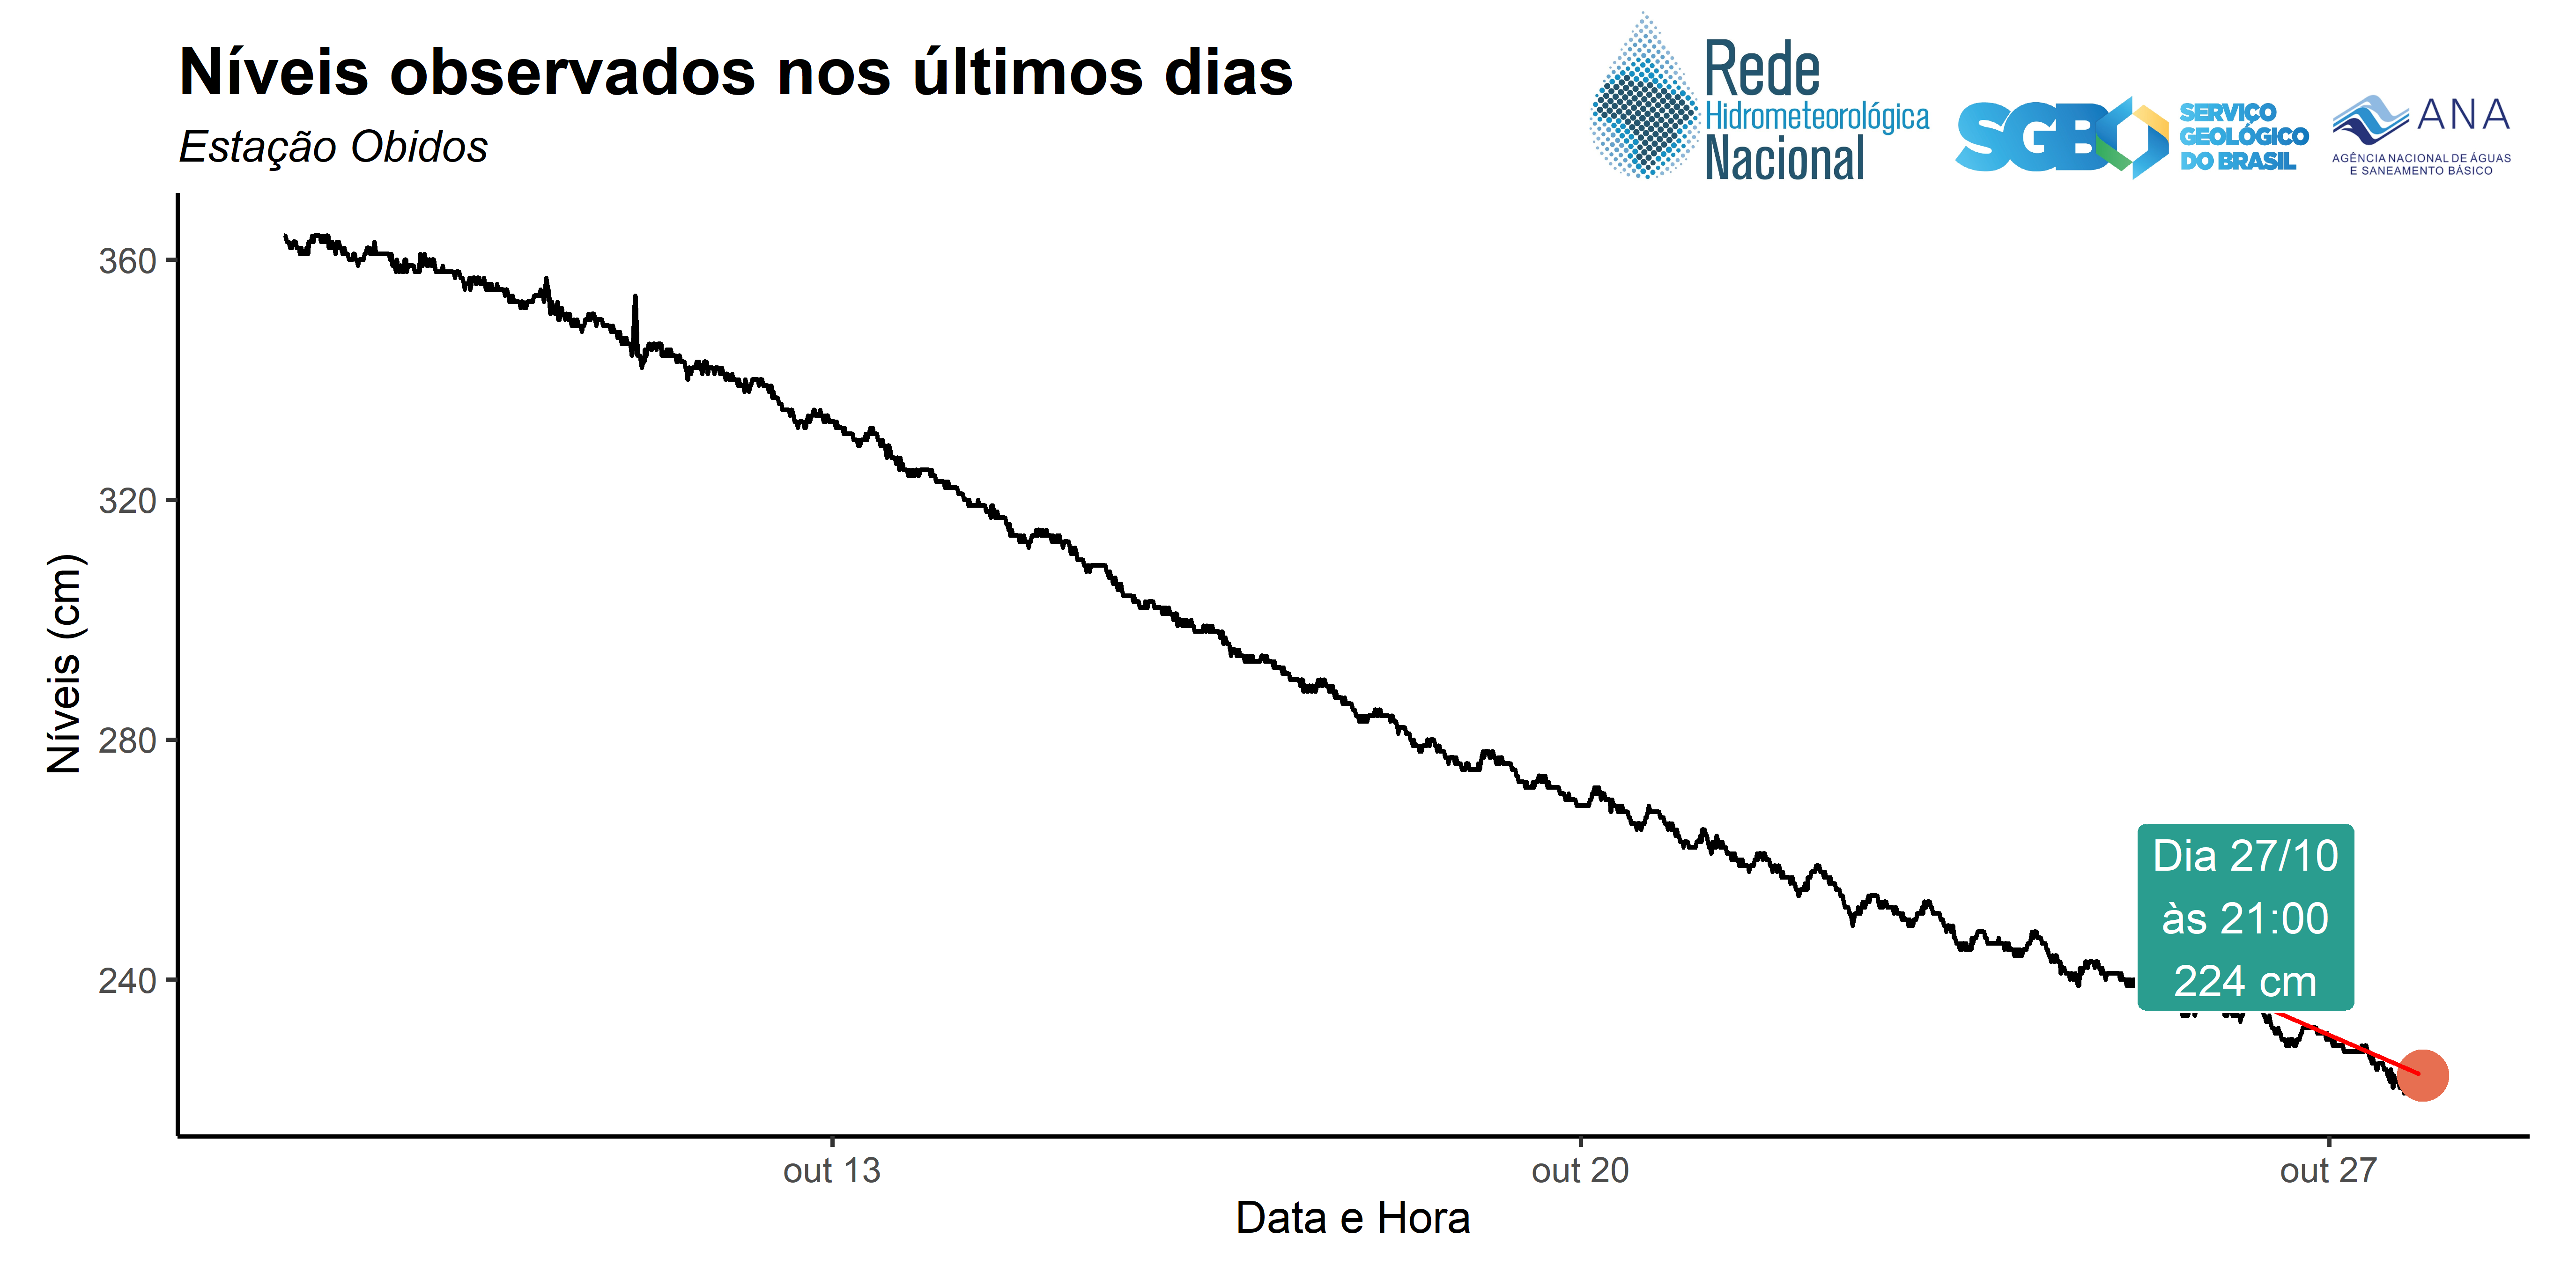 Níveis observados nos últimos dias
Estação Obidos
Rede
Hidrometeorológica
Nacional
SGB
SERVIÇO
GEOLÓGICO
DO BRASIL
ANA
AGÊNCIA NACIONAL DE ÁGUAS
E SANEAMENTO BÁSICO
Níveis (cm)
360
320
280
240
Dia 27/10
às 21:00
224 cm
out 13
out 20
out 27
Data e Hora